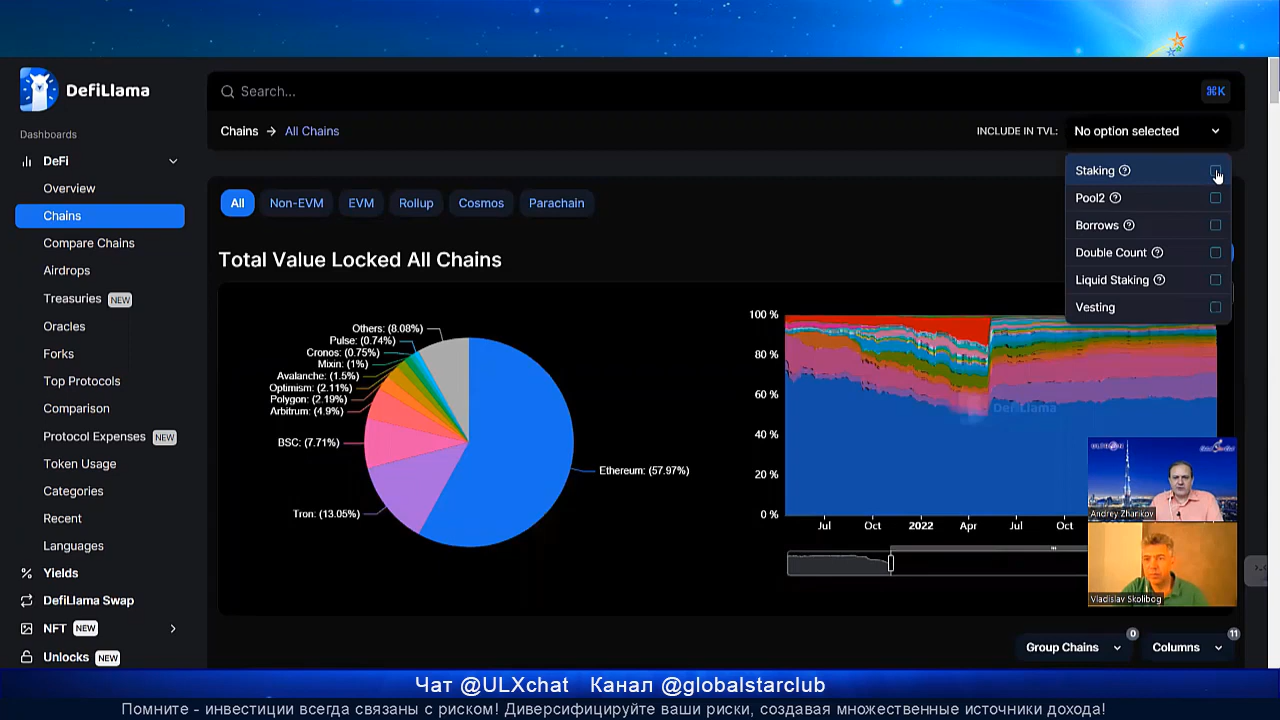 DefiLlama
Search...
⌘K
Dashboards
Chains → All Chains
INCLUDE IN TVL:
No option selected
DeFi
Overview
Chains
Compare Chains
Airdrops
Treasuries NEW
Oracles
Forks
Top Protocols
Comparison
Protocol Expenses NEW
Token Usage
Categories
Recent
Languages
Yields
DefiLlama Swap
NFT NEW
Unlocks NEW
Staking
Pool2
Borrows
Double Count
Liquid Staking
Vesting
All
Non-EVM
EVM
Rollup
Cosmos
Parachain
Total Value Locked All Chains
Others: (8.08%)
Pulse: (0.74%)
Cronos: (0.75%)
Mixin: (1%)
Avalanche: (1.5%)
Optimism: (2.11%)
Polygon: (2.19%)
Arbitrum: (4.9%)
BSC: (7.71%)
Tron: (13.05%)
Ethereum: (57.97%)
100 %
80 %
60 %
40 %
20 %
0 %
DefiLlama
Jul Oct 2022 Apr Jul Oct
Andrey Zharikov
Vladislav Skolibog
Group Chains 0
Columns 11
Чат @ULXchat Канал @globalstarclub
Помните - инвестиции всегда связаны с риском! Диверсифицируйте ваши риски, создавая множественные источники дохода!